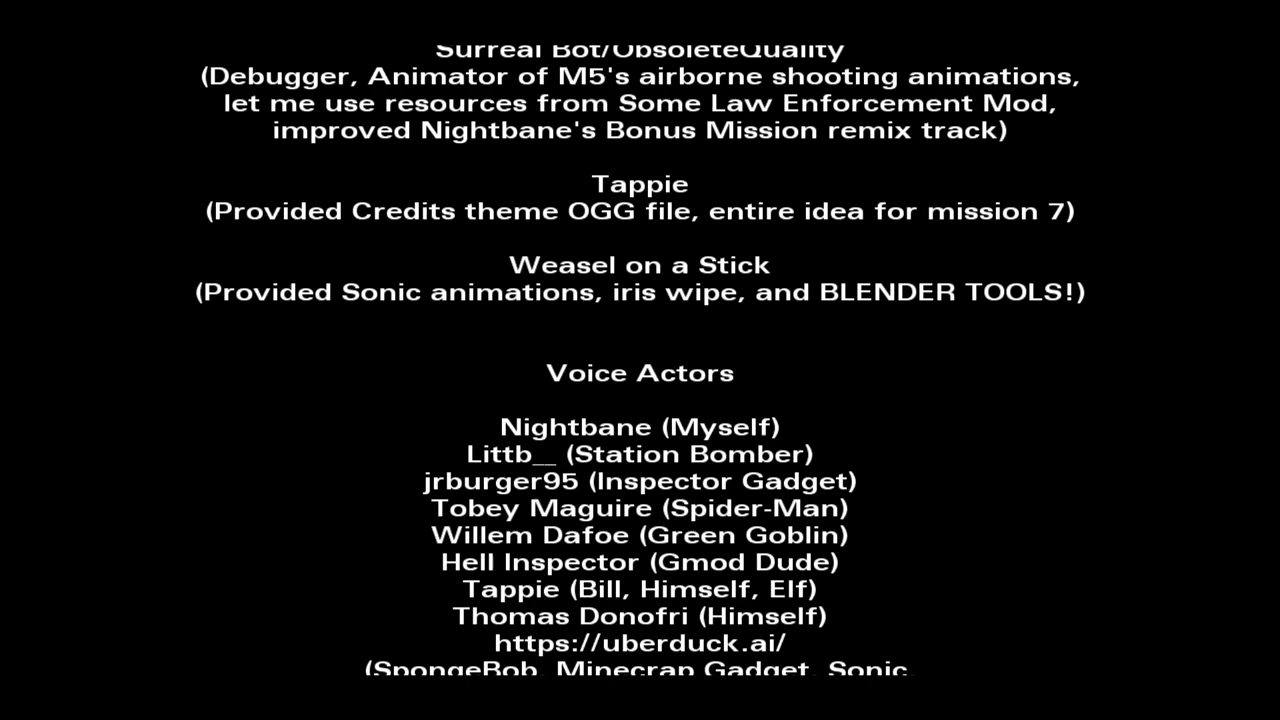 Surreal Bot/ObsoleteQuality
(Debugger, Animator of M5's airborne shooting animations,
let me use resources from Some Law Enforcement Mod,
improved Nightbane's Bonus Mission remix track)
Tappie
(Provided Credits theme OGG file, entire idea for mission 7)
Weasel on a Stick
(Provided Sonic animations, iris wipe, and BLENDER TOOLS!)
Voice Actors
Nightbane (Myself)
Littb__ (Station Bomber)
jrburger95 (Inspector Gadget)
Tobey Maguire (Spider-Man)
Willem Dafoe (Green Goblin)
Hell Inspector (Gmod Dude)
Tappie (Bill, Himself, Elf)
Thomas Donofri (Himself)
https://uberduck.ai/
(SpongeBob, Minecrap Gadget, Sonic,